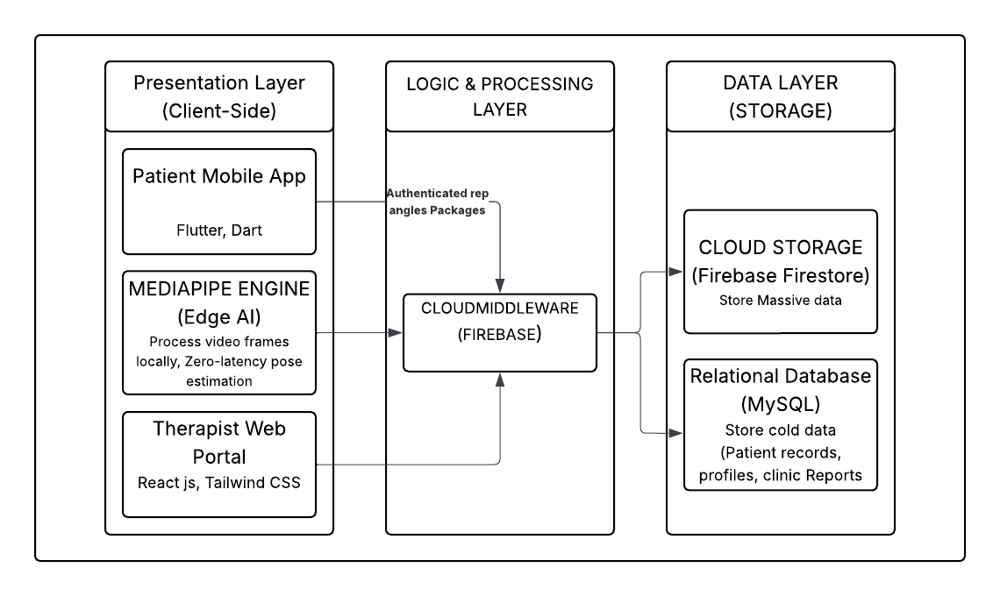 Presentation Layer
(Client-Side)
Patient Mobile App
Flutter, Dart
MEDIAPIPE ENGINE
(Edge AI)
Process video frames
locally, Zero-latency pose
estimation
Therapist Web
Portal
React js, Tailwind CSS
LOGIC & PROCESSING
LAYER
Authenticated rep
angles Packages
CLOUDMIDDLEWARE
(FIREBASE)
DATA LAYER
(STORAGE)
CLOUD STORAGE
(Firebase Firestore)
Store Massive data
Relational Database
(MySQL)
Store cold data
(Patient records,
profiles, clinic Reports